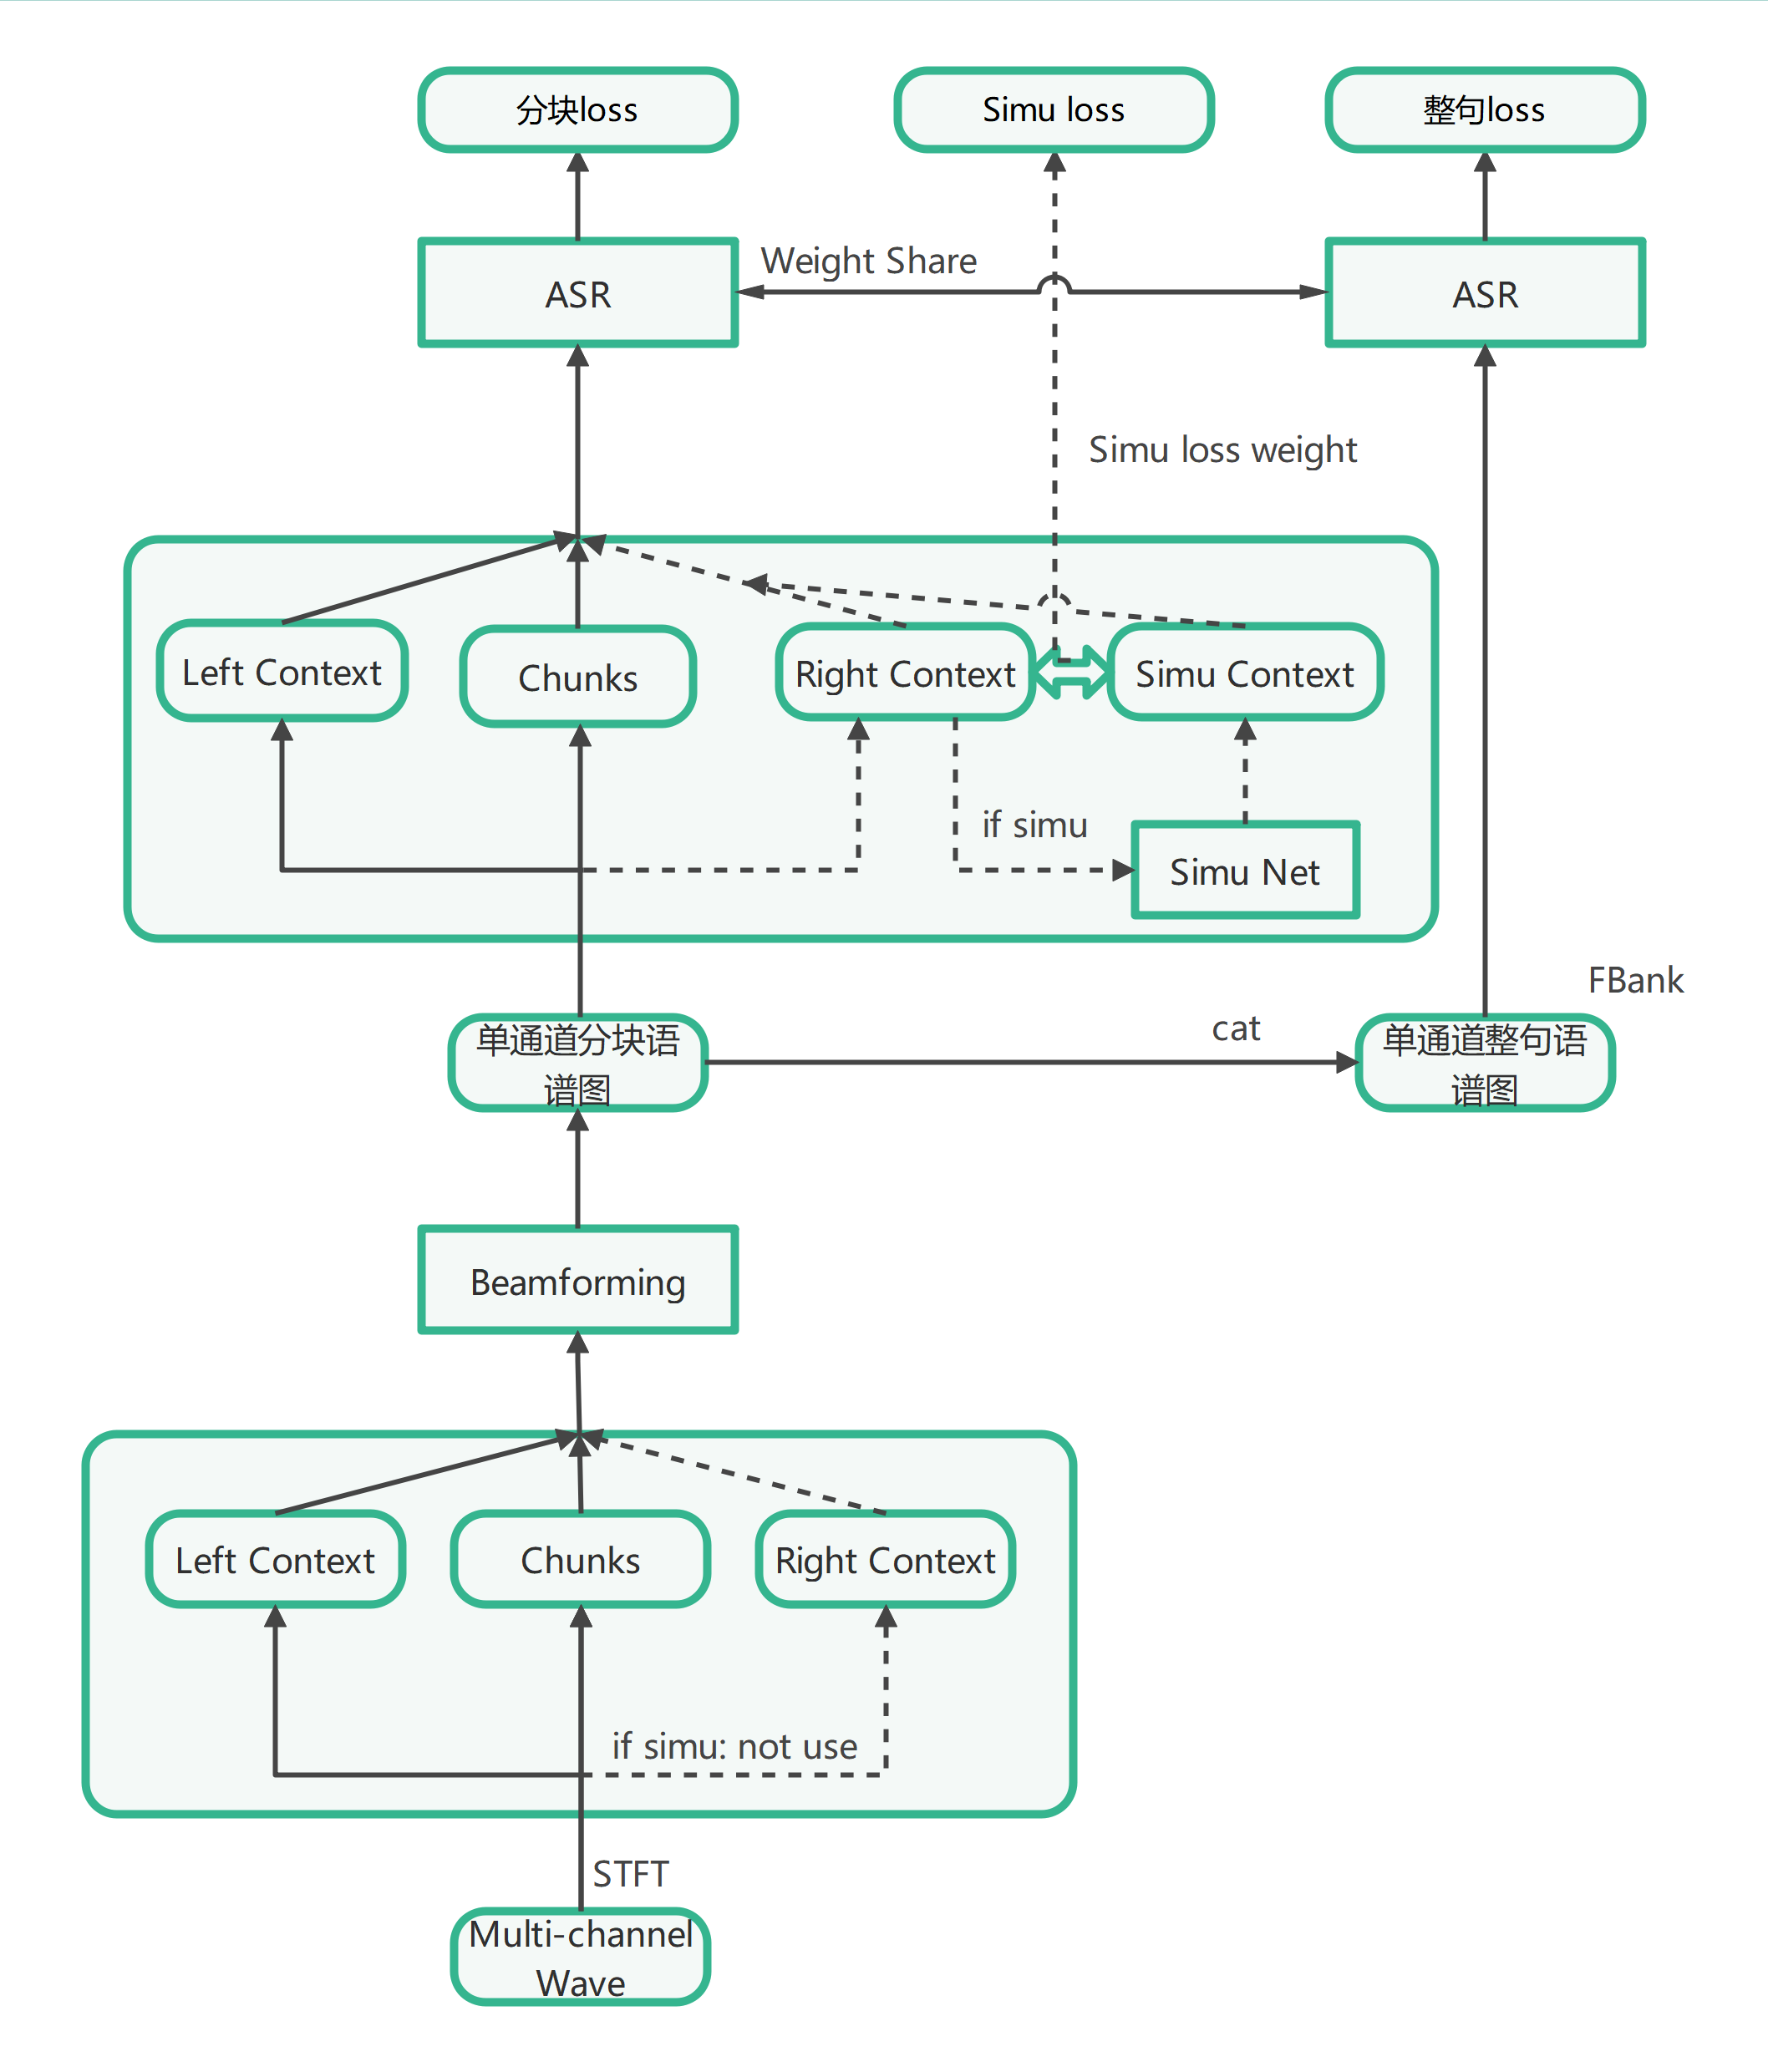 分块loss
Simu loss
整句loss
Weight Share
ASR
ASR
Simu loss weight
Left Context
Chunks
Right Context
Simu Context
if simu
Simu Net
FBank
单通道分块语
谱图
cat
单通道整句语
谱图
Beamforming
Left Context
Chunks
Right Context
if simu: not use
STFT
Multi-channel
Wave